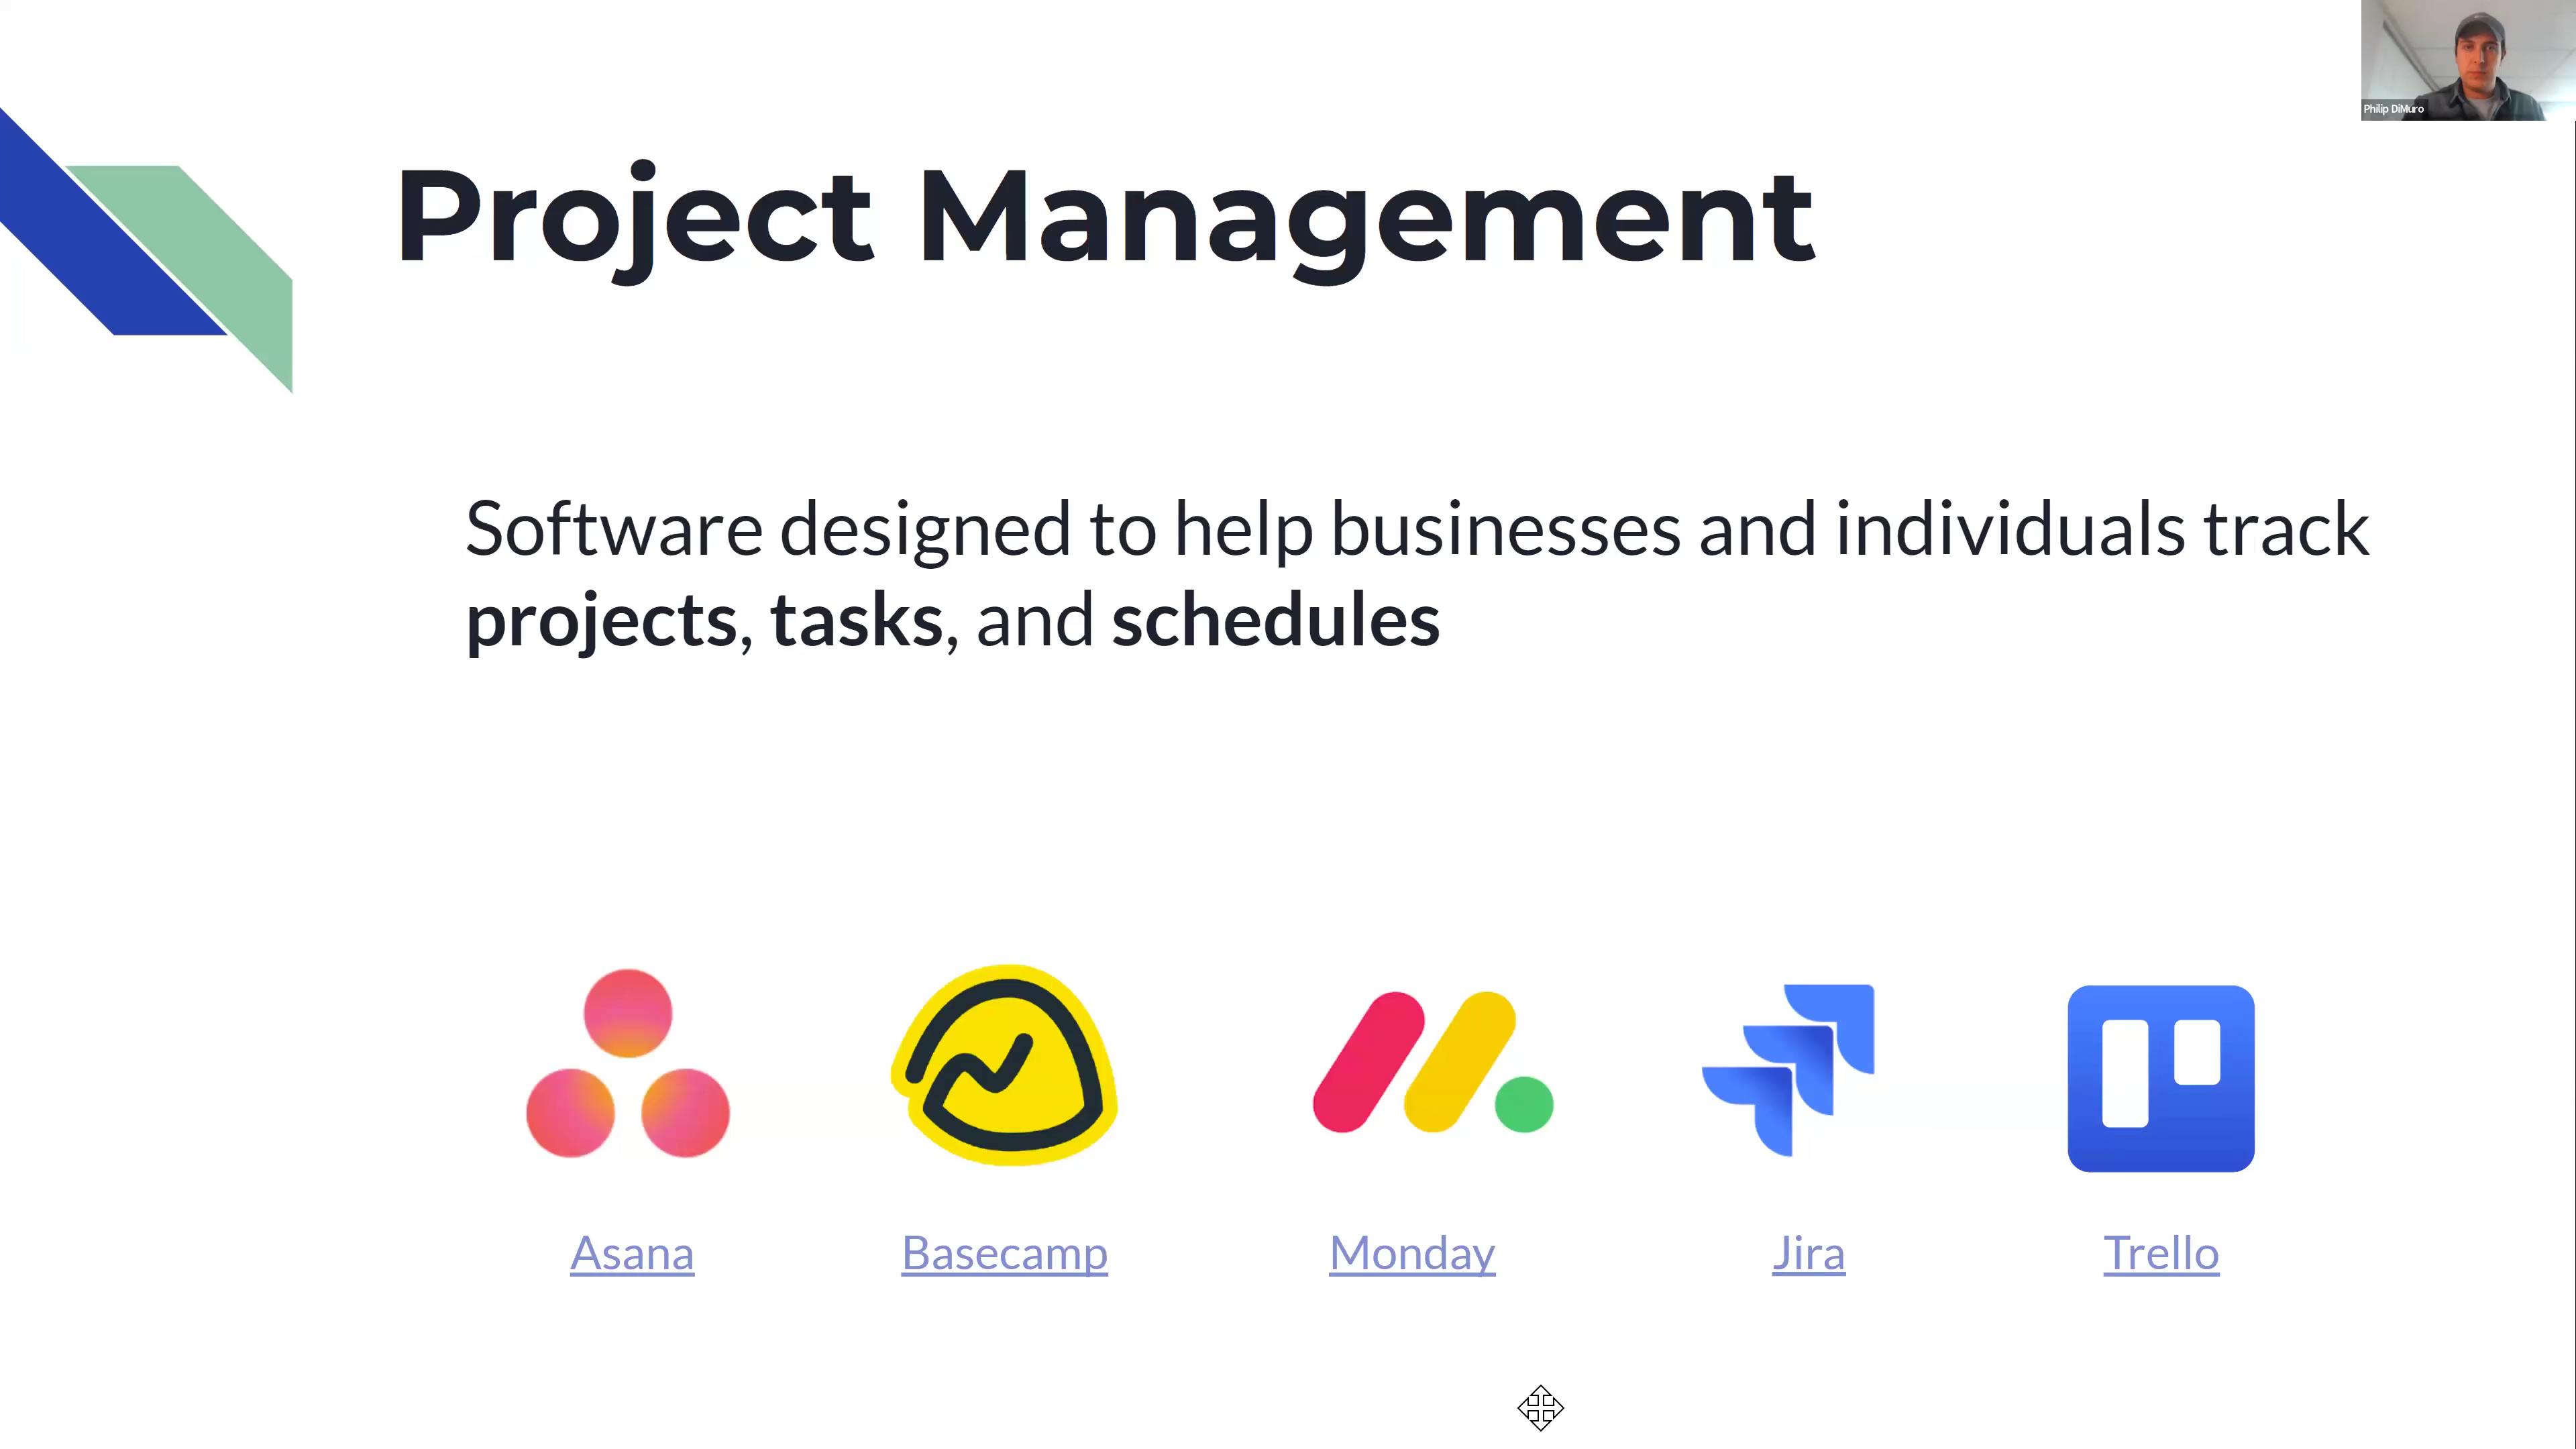 Philip DiMuro
Project Management
Software designed to help businesses and individuals track
projects, tasks, and schedules
Asana
Basecamp
Monday
Jira
Trello